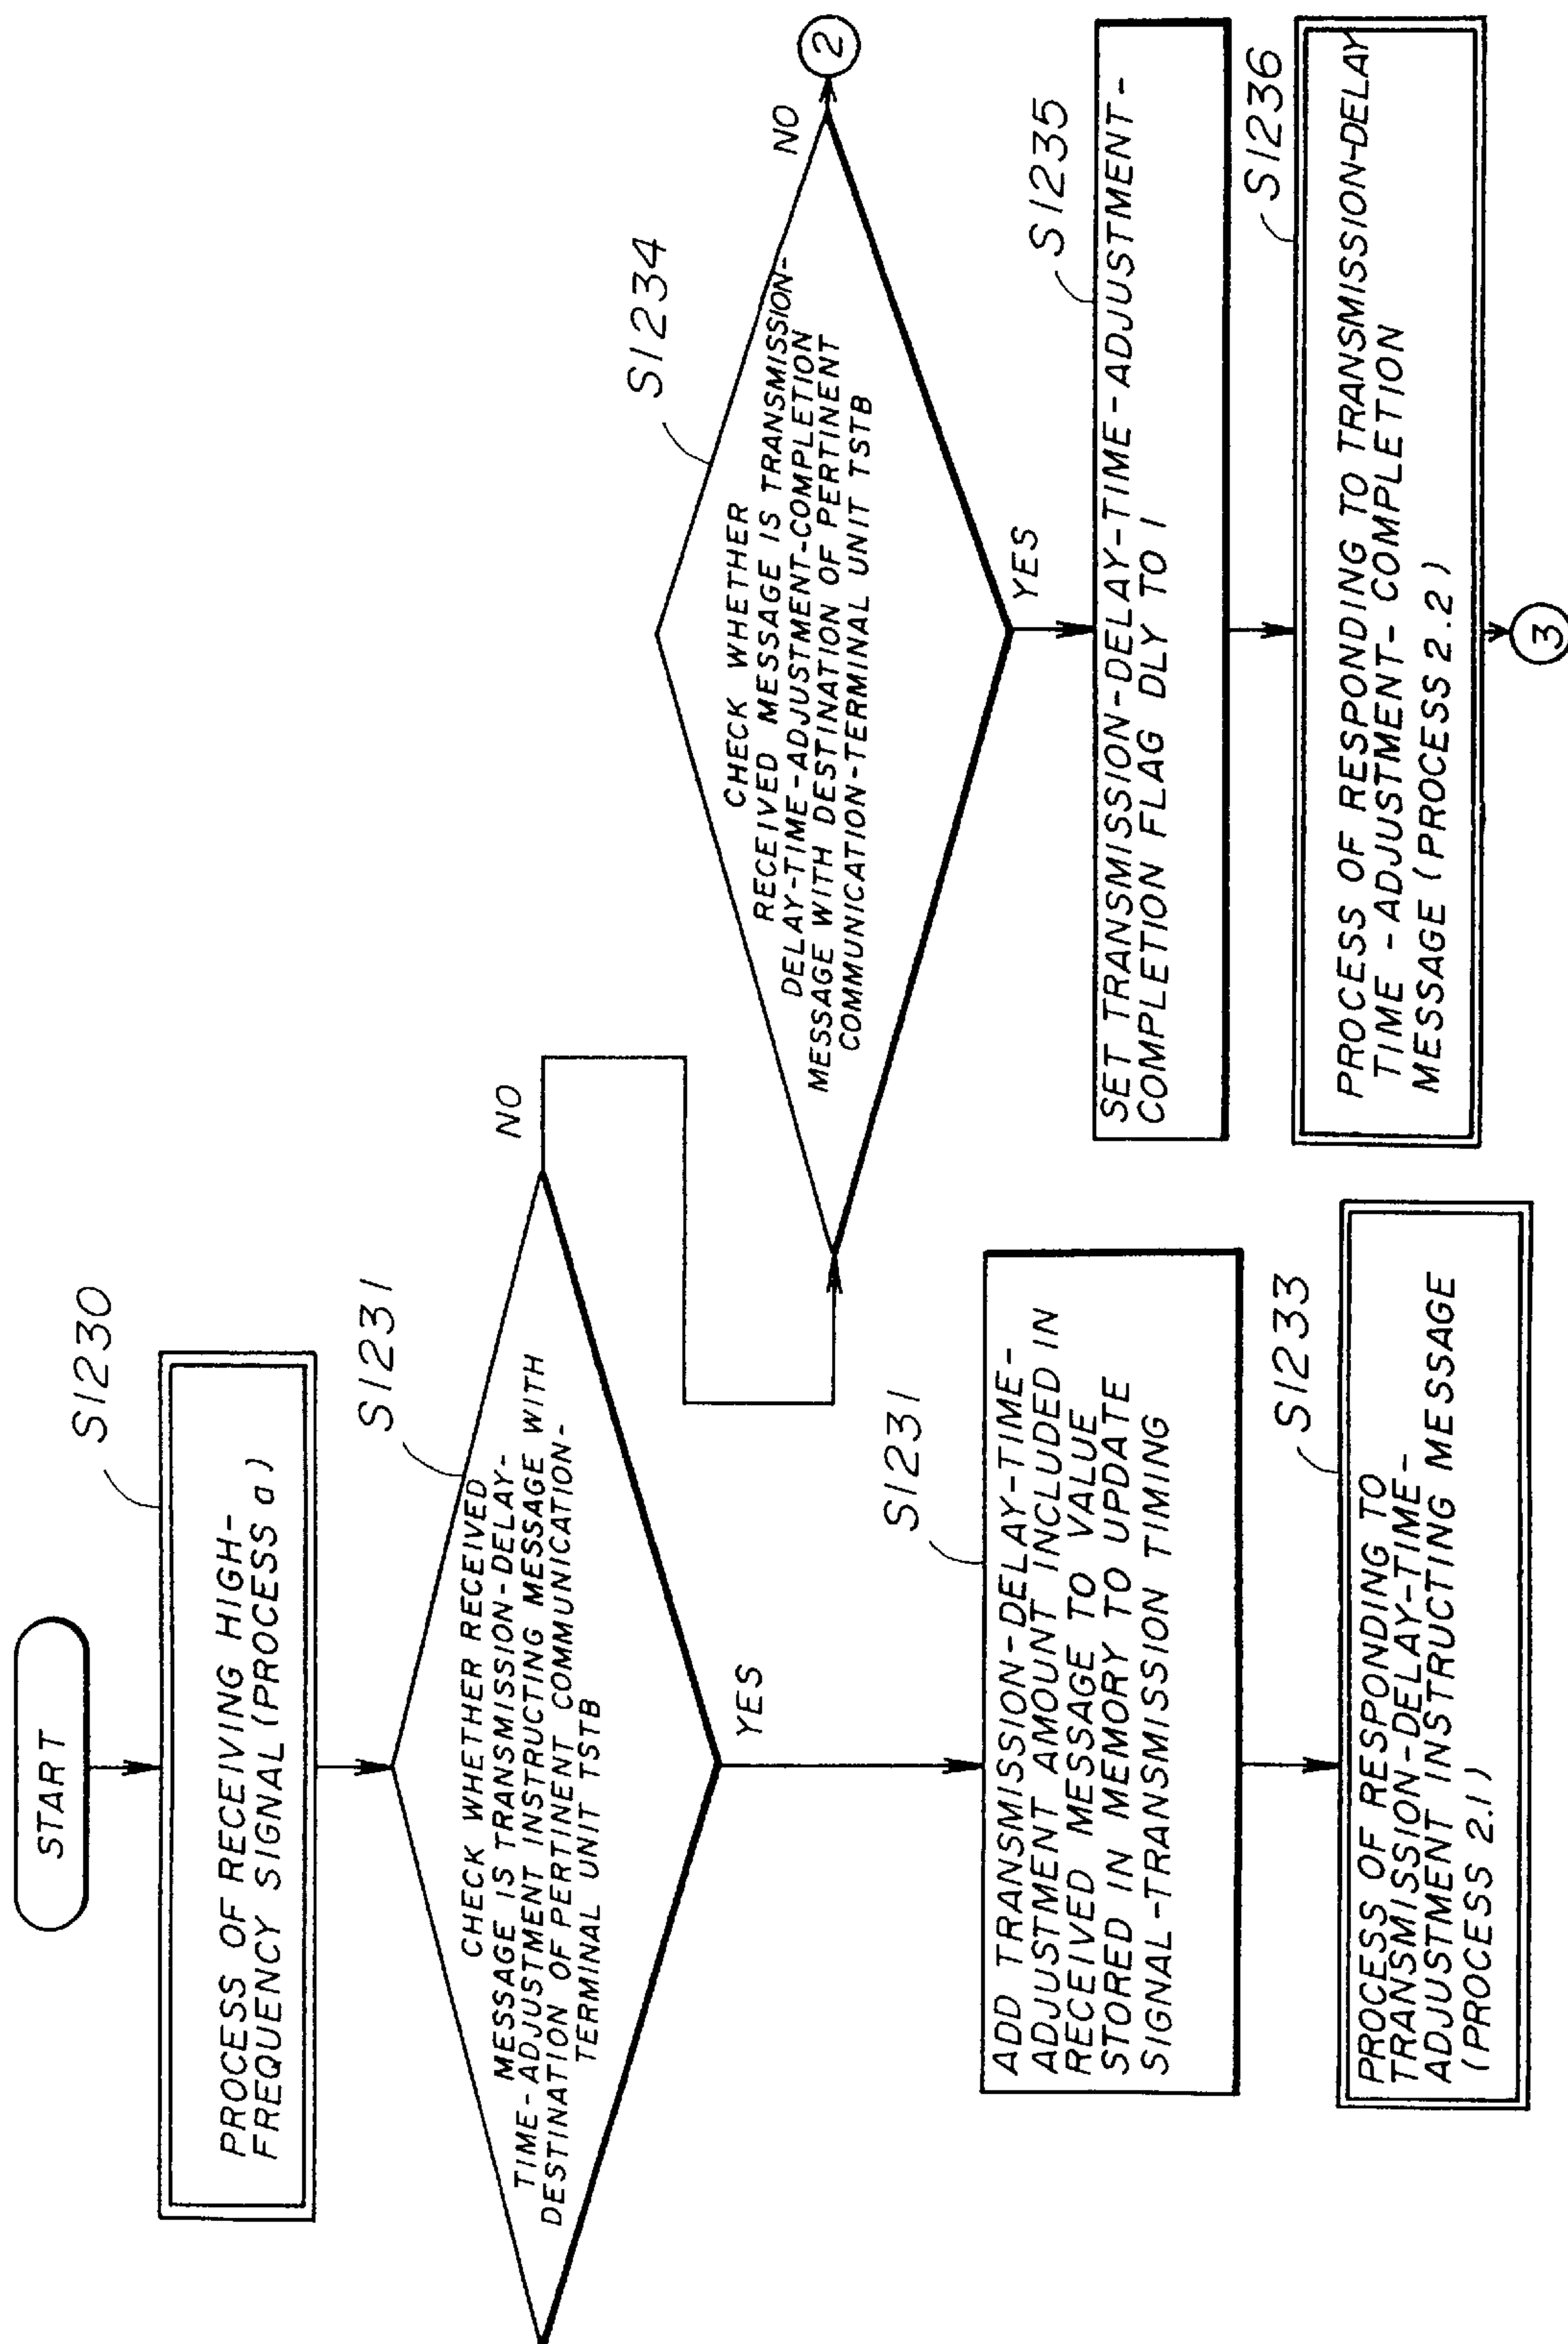 START
S1230
PROCESS OF RECEIVING HIGH-
FREQUENCY SIGNAL (PROCESS a)
S1231
CHECK WHETHER RECEIVED
MESSAGE IS TRANSMISSION-DELAY-
TIME-ADJUSTMENT INSTRUCTING MESSAGE WITH
DESTINATION OF PERTINENT COMMUNICATION-
TERMINAL UNIT TSTB
NO
YES
S1231
ADD TRANSMISSION-DELAY-TIME-
ADJUSTMENT AMOUNT INCLUDED IN
RECEIVED MESSAGE TO VALUE
STORED IN MEMORY TO UPDATE
SIGNAL-TRANSMISSION TIMING
S1233
PROCESS OF RESPONDING TO
TRANSMISSION-DELAY-TIME-
ADJUSTMENT INSTRUCTING MESSAGE
(PROCESS 2.1)
S1234
CHECK WHETHER
RECEIVED MESSAGE IS TRANSMISSION-
DELAY-TIME-ADJUSTMENT-COMPLETION
MESSAGE WITH DESTINATION OF PERTINENT
COMMUNICATION-TERMINAL UNIT TSTB
NO
2
YES
S1235
SET TRANSMISSION-DELAY-TIME-ADJUSTMENT-
COMPLETION FLAG DLY TO 1
S1236
PROCESS OF RESPONDING TO TRANSMISSION-DELAY
TIME-ADJUSTMENT-COMPLETION
MESSAGE (PROCESS 2.2)
3